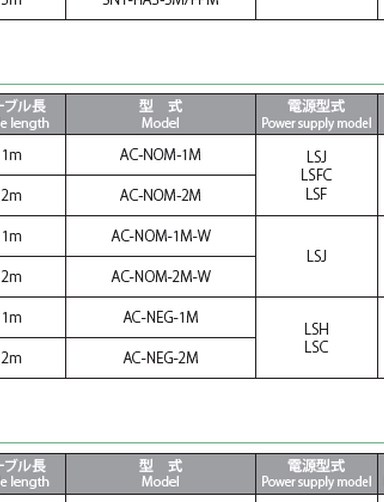 ーブル長 型 式 電源型式
e length Model Power supply model
1m AC-NOM-1M LSJ
LSFC
2m AC-NOM-2M LSF
1m AC-NOM-1M-W LSJ
2m AC-NOM-2M-W
1m AC-NEG-1M LSH
LSC
2m AC-NEG-2M
ーブル長 型 式 電源型式
e length Model Power supply model